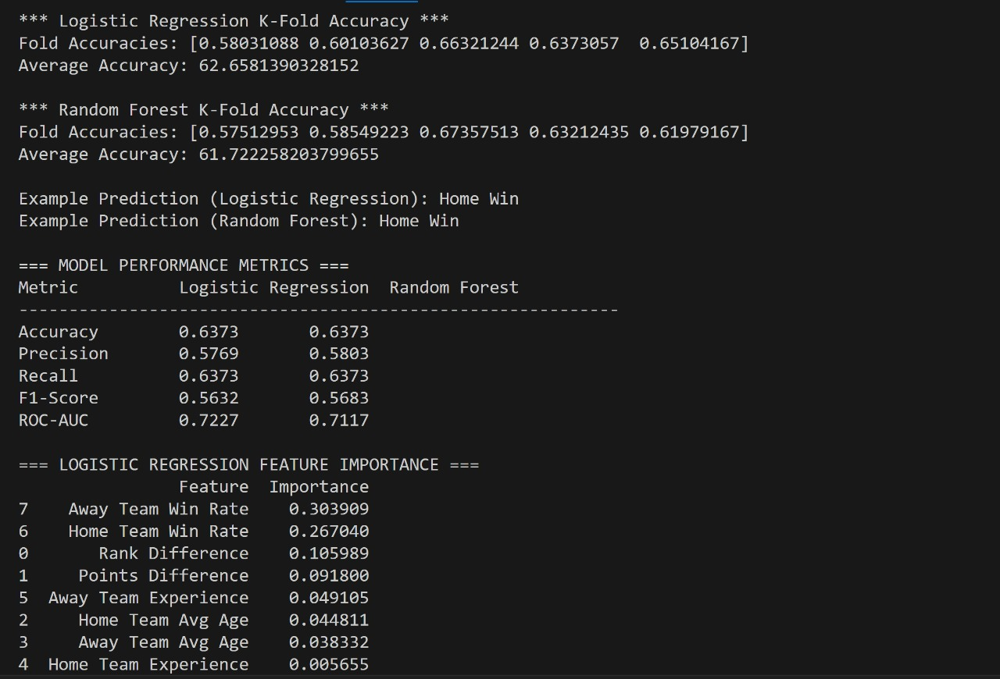 *** Logistic Regression K-Fold Accuracy ***
Fold Accuracies: [0.58031088 0.60103627 0.66321244 0.6373057  0.65104167]
Average Accuracy: 62.6581390328152
*** Random Forest K-Fold Accuracy ***
Fold Accuracies: [0.57512953 0.58549223 0.67357513 0.63212435 0.61979167]
Average Accuracy: 61.722258203799655
Example Prediction (Logistic Regression): Home Win
Example Prediction (Random Forest): Home Win
=== MODEL PERFORMANCE METRICS ===
Metric          Logistic Regression  Random Forest
------------------------------------------------------------
Accuracy        0.6373       0.6373
Precision       0.5769       0.5803
Recall          0.6373       0.6373
F1-Score        0.5632       0.5683
ROC-AUC         0.7227       0.7117
=== LOGISTIC REGRESSION FEATURE IMPORTANCE ===
                Feature  Importance
7    Away Team Win Rate    0.303909
6    Home Team Win Rate    0.267040
0       Rank Difference    0.105989
1     Points Difference    0.091800
5  Away Team Experience    0.049105
2     Home Team Avg Age    0.044811
3     Away Team Avg Age    0.038332
4  Home Team Experience    0.005655